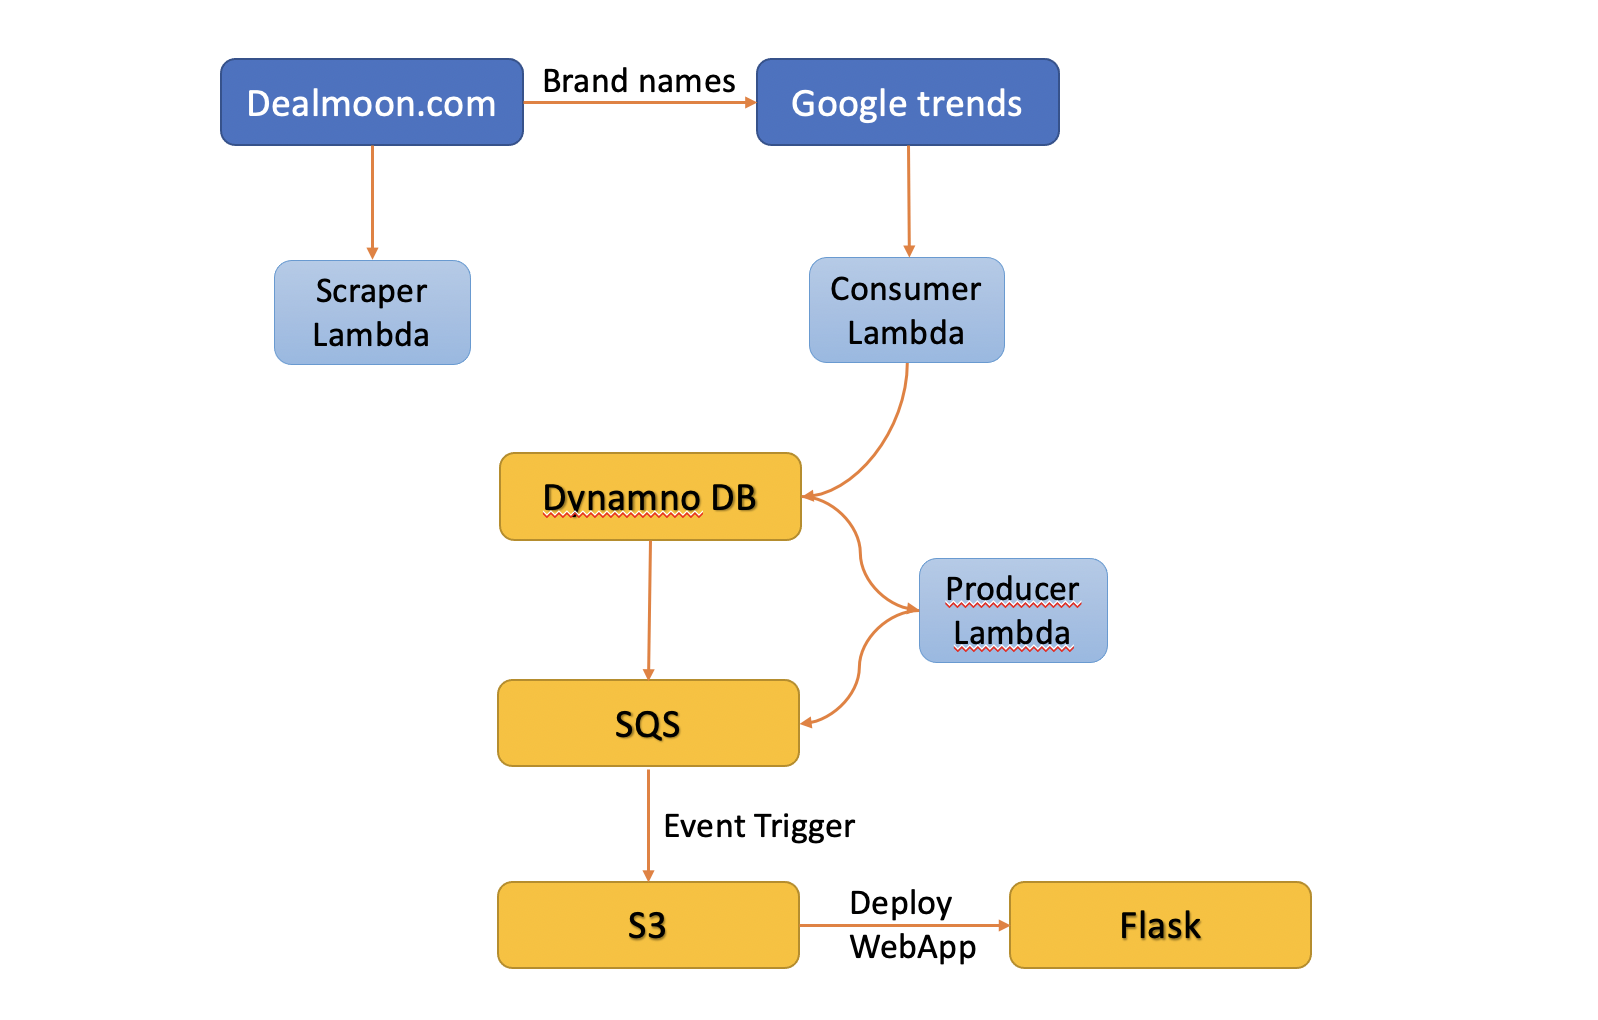 Dealmoon.com
Brand names
Google trends
Scraper
Lambda
Consumer
Lambda
Dynamno DB
Producer
Lambda
SQS
Event Trigger
S3
Deploy
WebApp
Flask